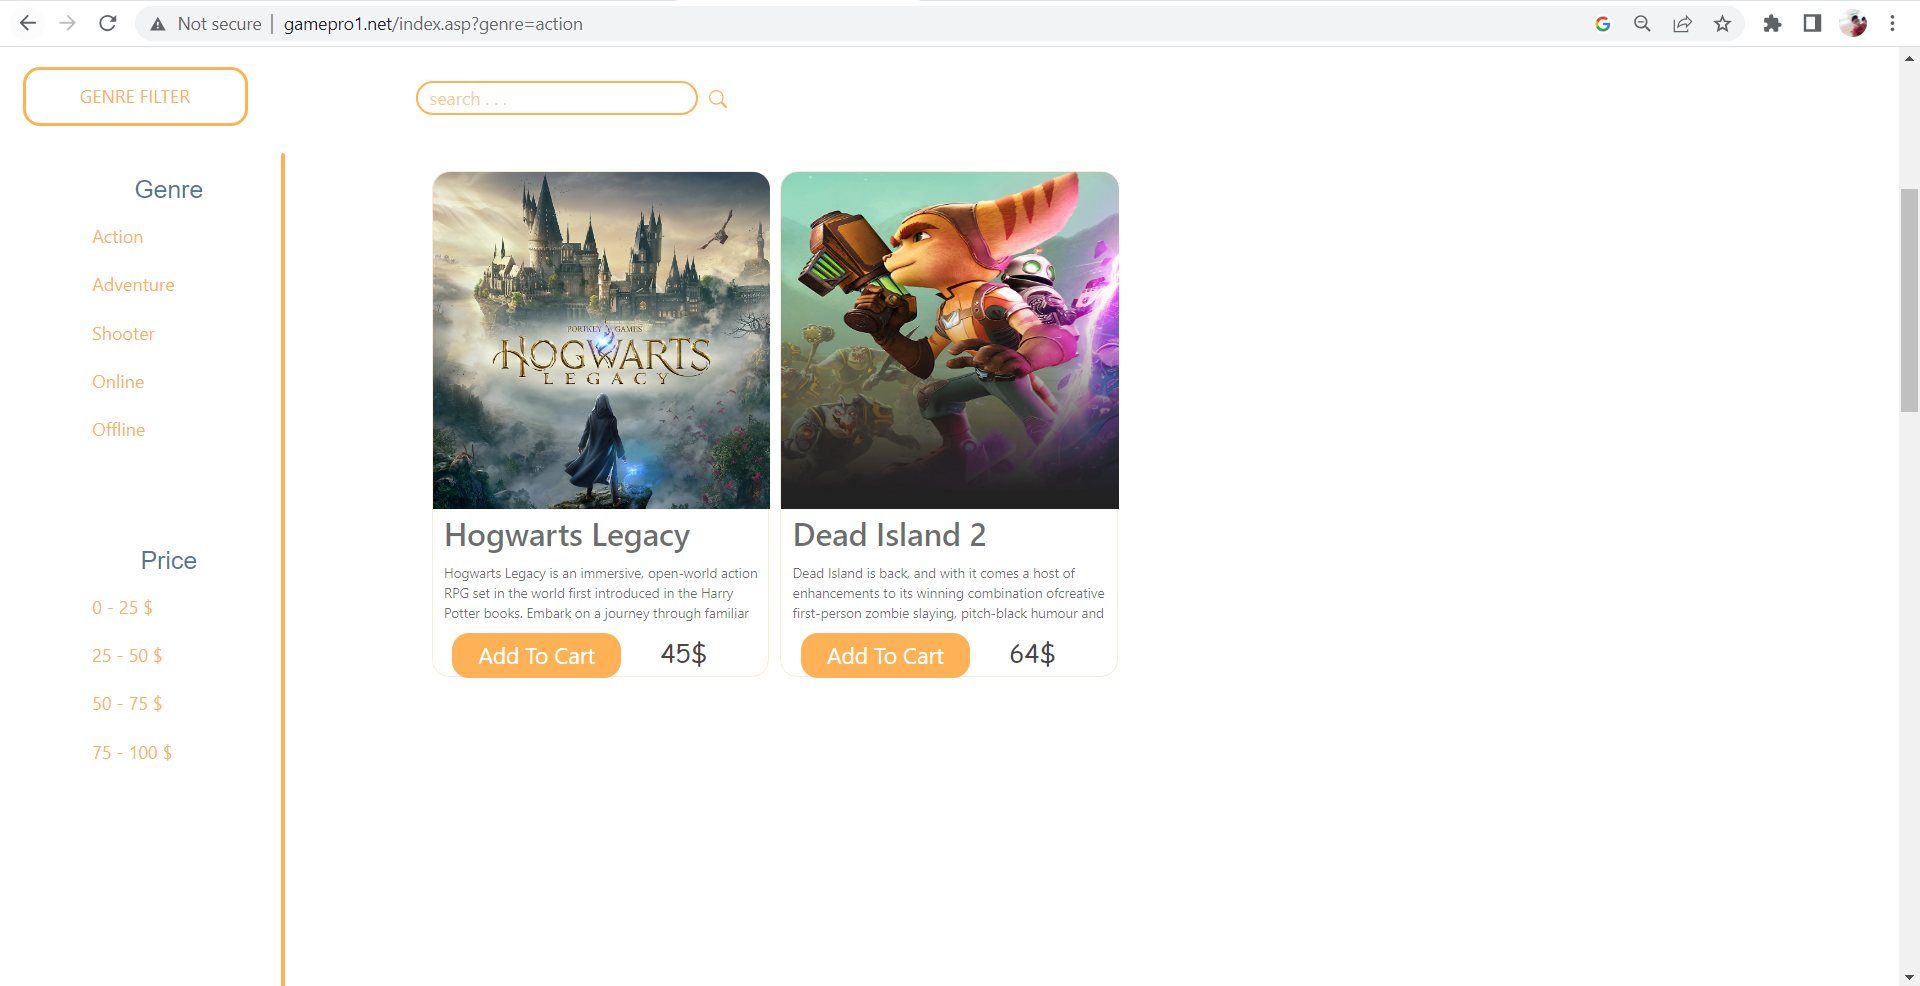 Not secure | gamepro1.net/index.asp?genre=action
GENRE FILTER
search . . .
Genre
Action
Adventure
Shooter
Online
Offline
Price
0 - 25 $
25 - 50 $
50 - 75 $
75 - 100 $
PORTKEY GAMES
HOGWARTS
LEGACY
Hogwarts Legacy
Hogwarts Legacy is an immersive, open-world action
RPG set in the world first introduced in the Harry
Potter books. Embark on a journey through familiar
Add To Cart 45$
Dead Island 2
Dead Island is back, and with it comes a host of
enhancements to its winning combination ofcreative
first-person zombie slaying, pitch-black humour and
Add To Cart 64$